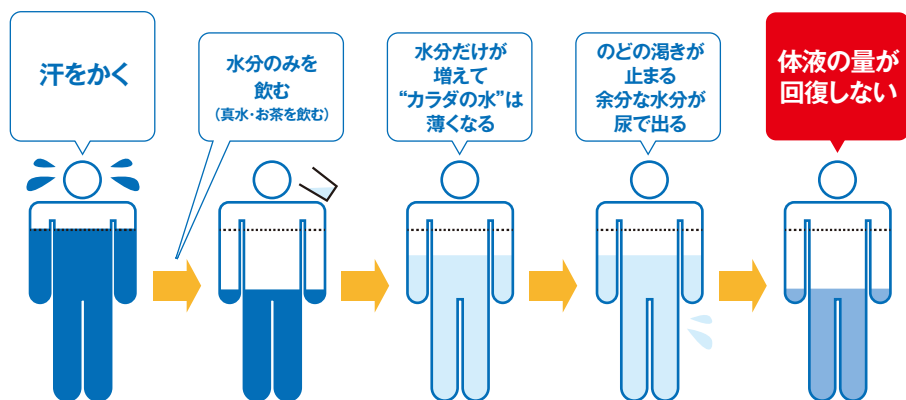 汗をかく
水分のみを
飲む
(真水・お茶を飲む)
水分だけが
増えて
“カラダの水”は
薄くなる
のどの渇きが
止まる
余分な水分が
尿で出る
体液の量が
回復しない